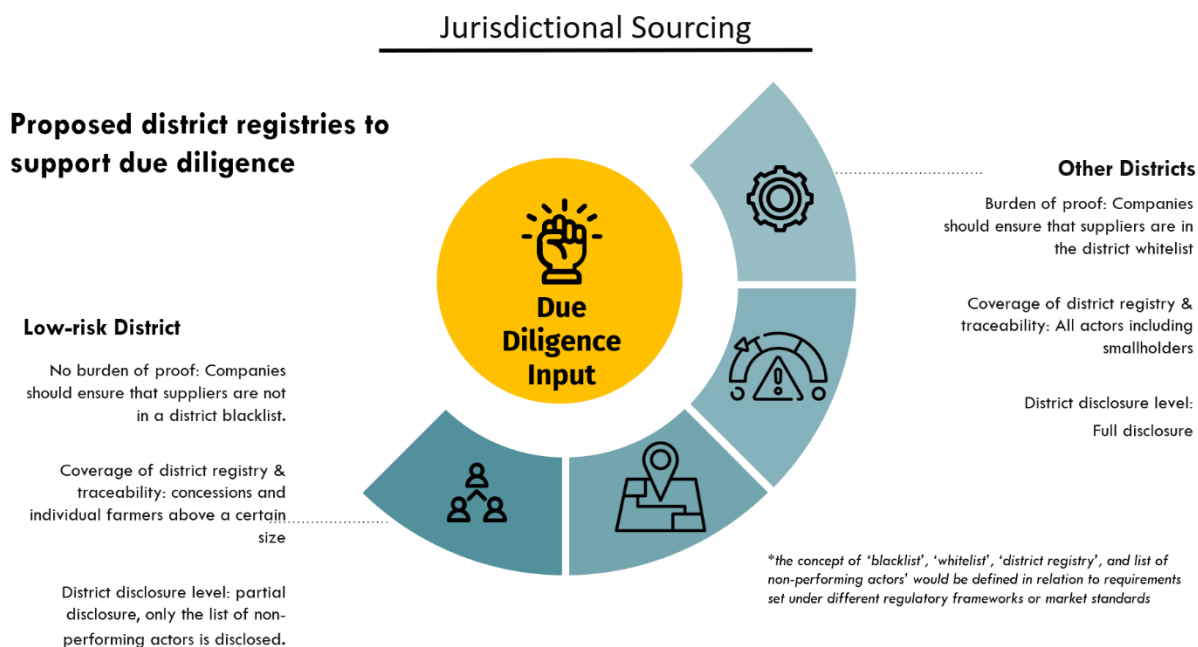 Jurisdictional Sourcing
Proposed district registries to
support due diligence
Due
Diligence
Input
Low-risk District
No burden of proof: Companies
should ensure that suppliers are not
in a district blacklist.
Coverage of district registry &
traceability: concessions and
individual farmers above a certain
size
District disclosure level: partial
disclosure, only the list of non-
performing actors is disclosed.
Other Districts
Burden of proof: Companies
should ensure that suppliers are in
the district whitelist
Coverage of district registry &
traceability: All actors including
smallholders
District disclosure level:
Full disclosure
*the concept of ‘blacklist’, ‘whitelist’, ‘district registry’, and list of
non-performing actors’ would be defined in relation to requirements
set under different regulatory frameworks or market standards